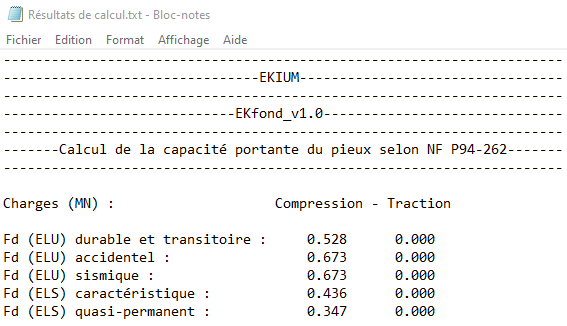 Résultats de calcul.txt - Bloc-notes
Fichier Edition Format Affichage Aide
---------------------------------------------------------------------
-------------------------------EKIUM---------------------------------
---------------------------------------------------------------------
----------------------------EKfond_v1.0------------------------------
---------------------------------------------------------------------
-------Calcul de la capacité portante du pieux selon NF P94-262-------
---------------------------------------------------------------------
Charges (MN) : Compression - Traction
Fd (ELU) durable et transitoire : 0.528 0.000
Fd (ELU) accidentel : 0.673 0.000
Fd (ELU) sismique : 0.673 0.000
Fd (ELS) caractéristique : 0.436 0.000
Fd (ELS) quasi-permanent : 0.347 0.000